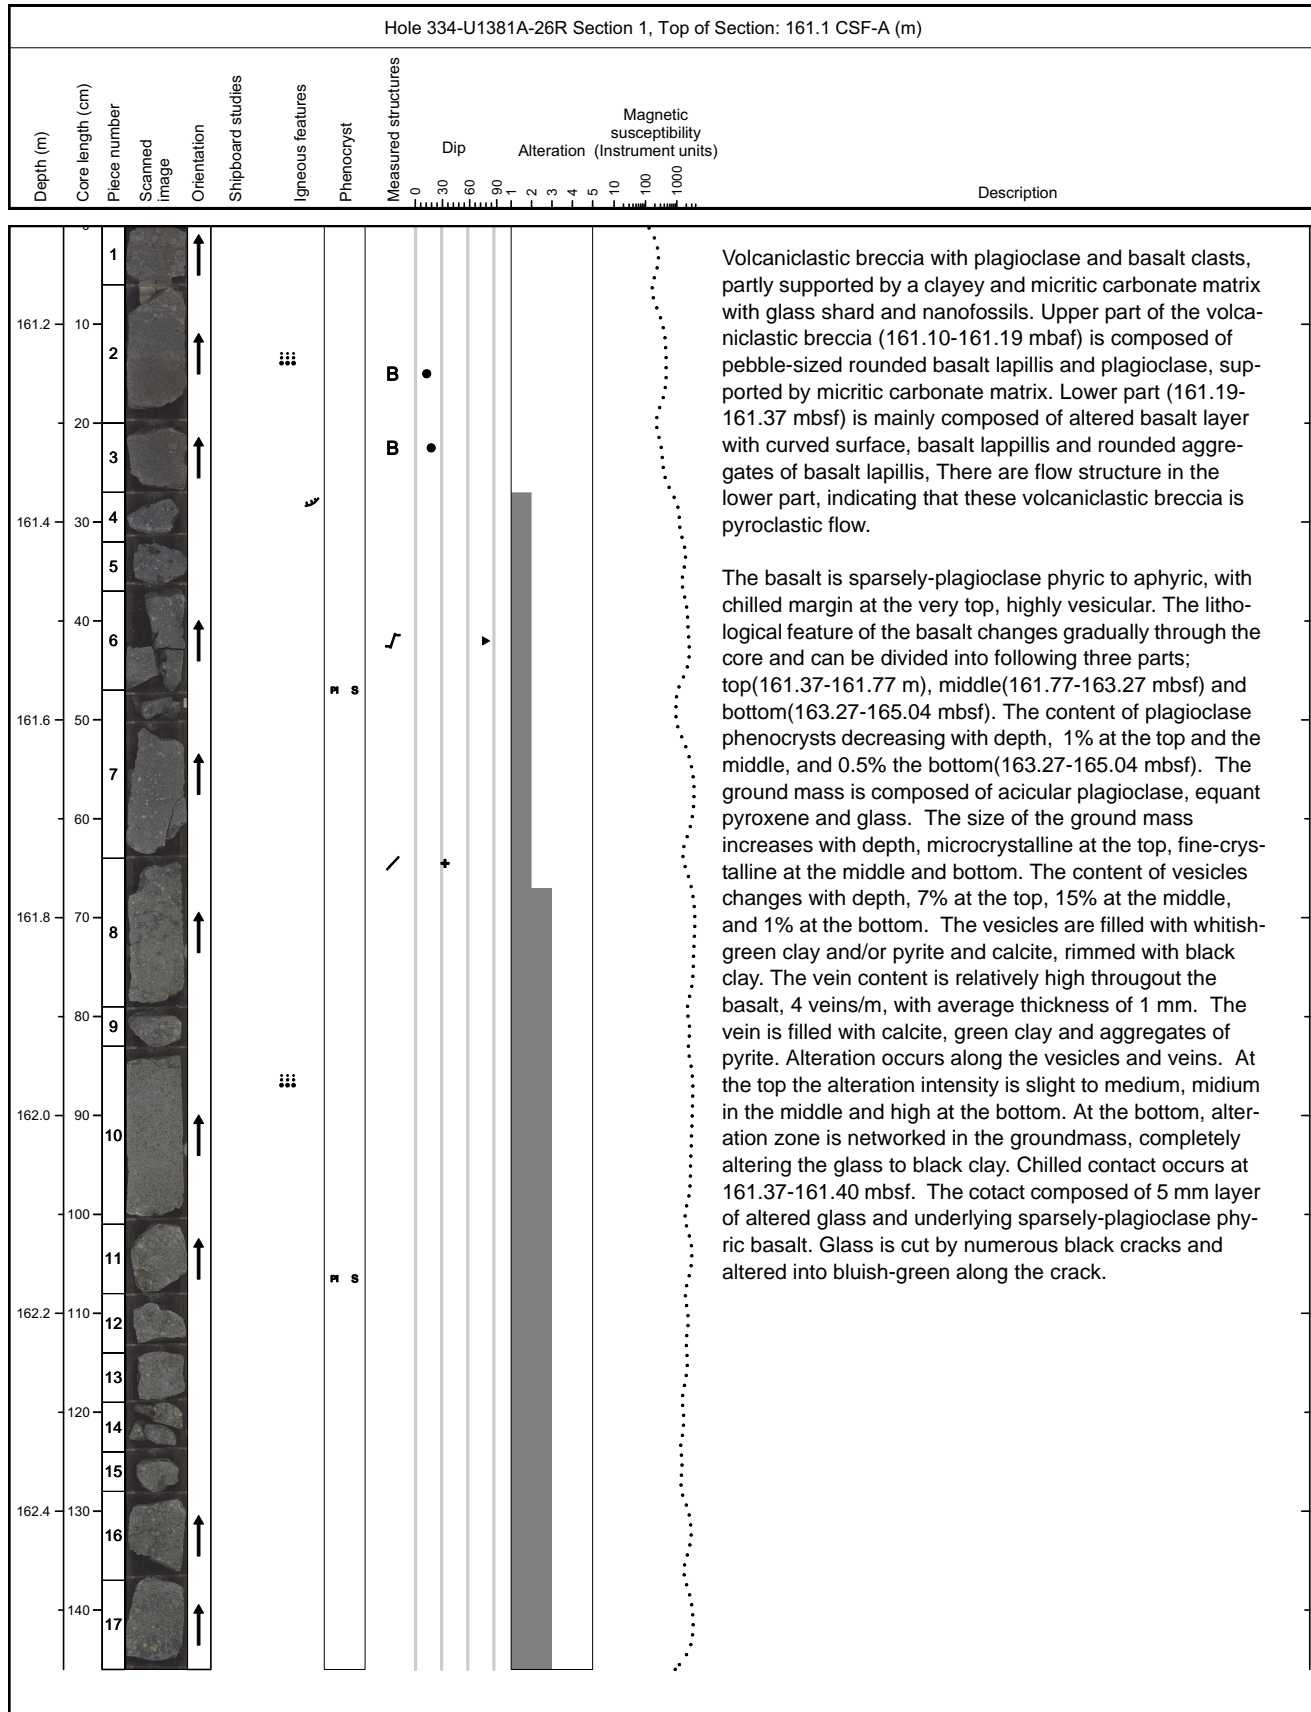 Hole 334-U1381A-26R Section 1, Top of Section: 161.1 CSF-A (m)
Depth (m)
Core length (cm)
Piece number
Scanned
image
Orientation
Shipboard studies
Igneous features
Phenocryst
Measured structures
Dip
0 30 60 90
Alteration
1 2 3 4 5
Magnetic
susceptibility
(Instrument units)
10 100 1000
Description
0
1
161.2
10
2
B
20
3
B
161.4
30
4
5
40
6
Pl S
161.6
50
7
60
161.8
70
8
80
9
162.0
90
10
100
11
Pl S
162.2
110
12
13
120
14
15
162.4
130
16
140
17
Volcaniclastic breccia with plagioclase and basalt clasts,
partly supported by a clayey and micritic carbonate matrix
with glass shard and nanofossils. Upper part of the volca-
niclastic breccia (161.10-161.19 mbaf) is composed of
pebble-sized rounded basalt lapillis and plagioclase, sup-
ported by micritic carbonate matrix. Lower part (161.19-
161.37 mbsf) is mainly composed of altered basalt layer
with curved surface, basalt lappillis and rounded aggre-
gates of basalt lapillis, There are flow structure in the
lower part, indicating that these volcaniclastic breccia is
pyroclastic flow.
The basalt is sparsely-plagioclase phyric to aphyric, with
chilled margin at the very top, highly vesicular. The litho-
logical feature of the basalt changes gradually through the
core and can be divided into following three parts;
top(161.37-161.77 m), middle(161.77-163.27 mbsf) and
bottom(163.27-165.04 mbsf). The content of plagioclase
phenocrysts decreasing with depth, 1% at the top and the
middle, and 0.5% the bottom(163.27-165.04 mbsf). The
ground mass is composed of acicular plagioclase, equant
pyroxene and glass. The size of the ground mass
increases with depth, microcrystalline at the top, fine-crys-
talline at the middle and bottom. The content of vesicles
changes with depth, 7% at the top, 15% at the middle,
and 1% at the bottom. The vesicles are filled with whitish-
green clay and/or pyrite and calcite, rimmed with black
clay. The vein content is relatively high througout the
basalt, 4 veins/m, with average thickness of 1 mm. The
vein is filled with calcite, green clay and aggregates of
pyrite. Alteration occurs along the vesicles and veins. At
the top the alteration intensity is slight to medium, midium
in the middle and high at the bottom. At the bottom, alter-
ation zone is networked in the groundmass, completely
altering the glass to black clay. Chilled contact occurs at
161.37-161.40 mbsf. The cotact composed of 5 mm layer
of altered glass and underlying sparsely-plagioclase phy-
ric basalt. Glass is cut by numerous black cracks and
altered into bluish-green along the crack.